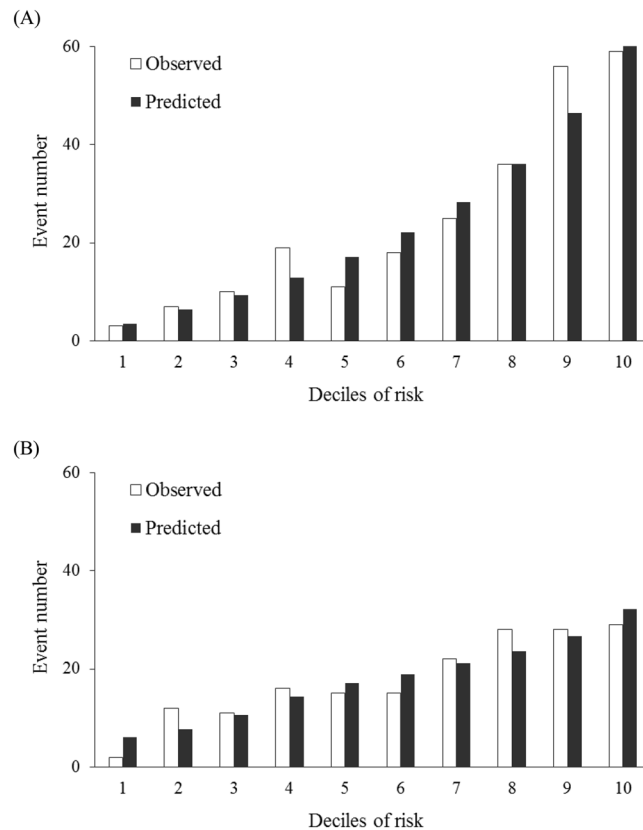 (A)
60
Observed
Predicted
40
20
0
Event number
1 2 3 4 5 6 7 8 9 10
Deciles of risk
(B)
60
Observed
Predicted
40
20
0
Event number
1 2 3 4 5 6 7 8 9 10
Deciles of risk